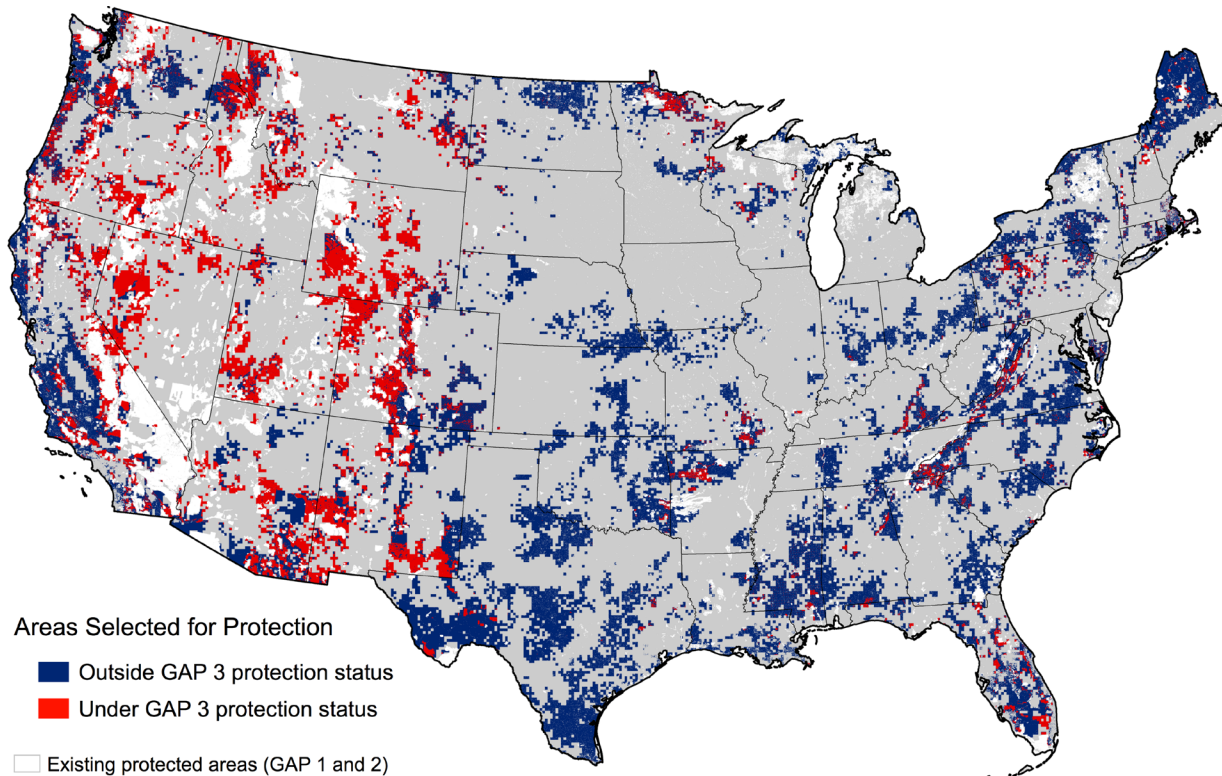 Areas Selected for Protection
Outside GAP 3 protection status
Under GAP 3 protection status
Existing protected areas (GAP 1 and 2)